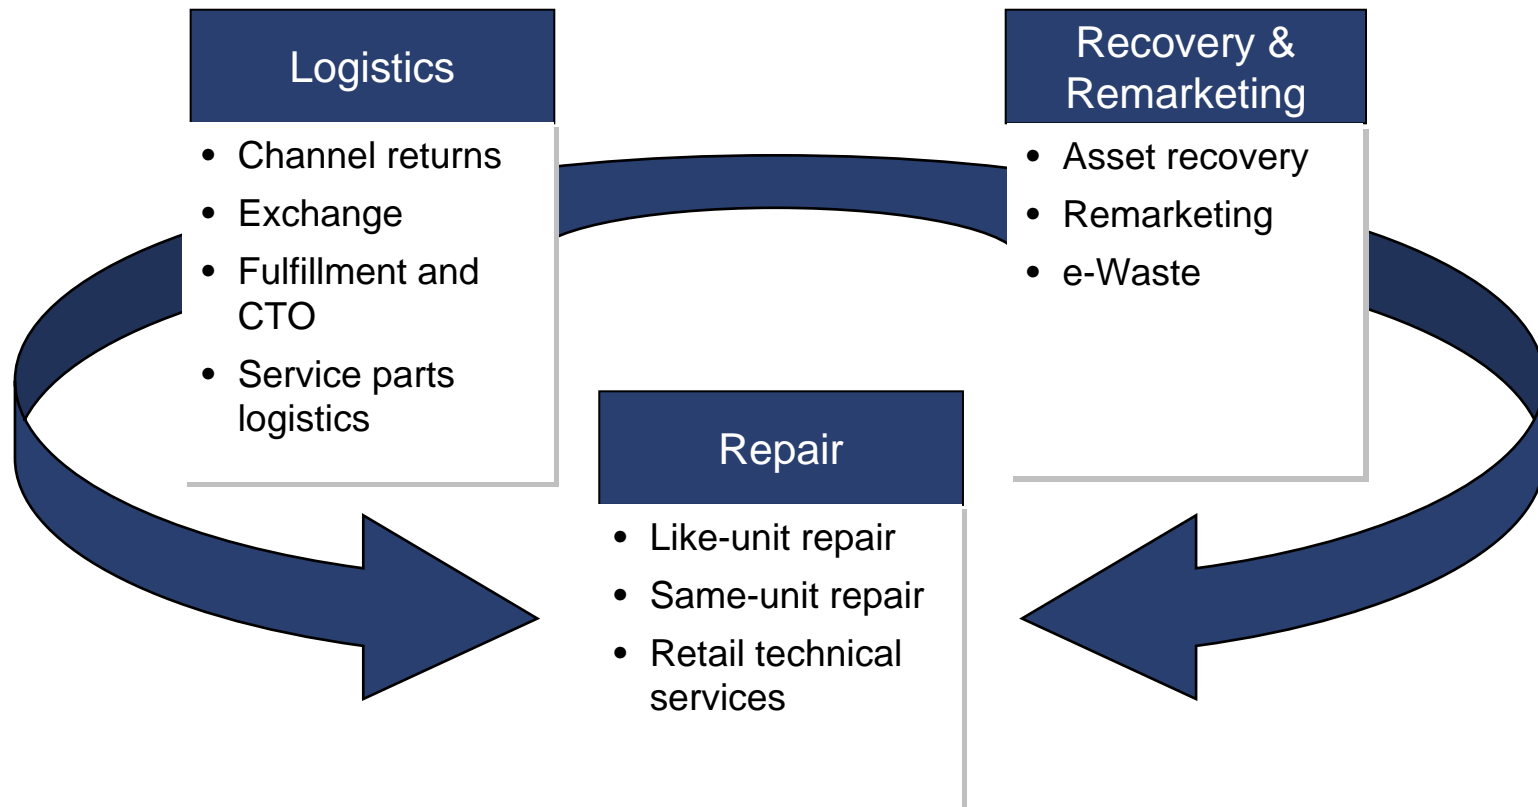 Logistics
• Channel returns
• Exchange
• Fulfillment and
CTO
• Service parts
logistics
Recovery &
Remarketing
• Asset recovery
• Remarketing
• e-Waste
Repair
• Like-unit repair
• Same-unit repair
• Retail technical
services